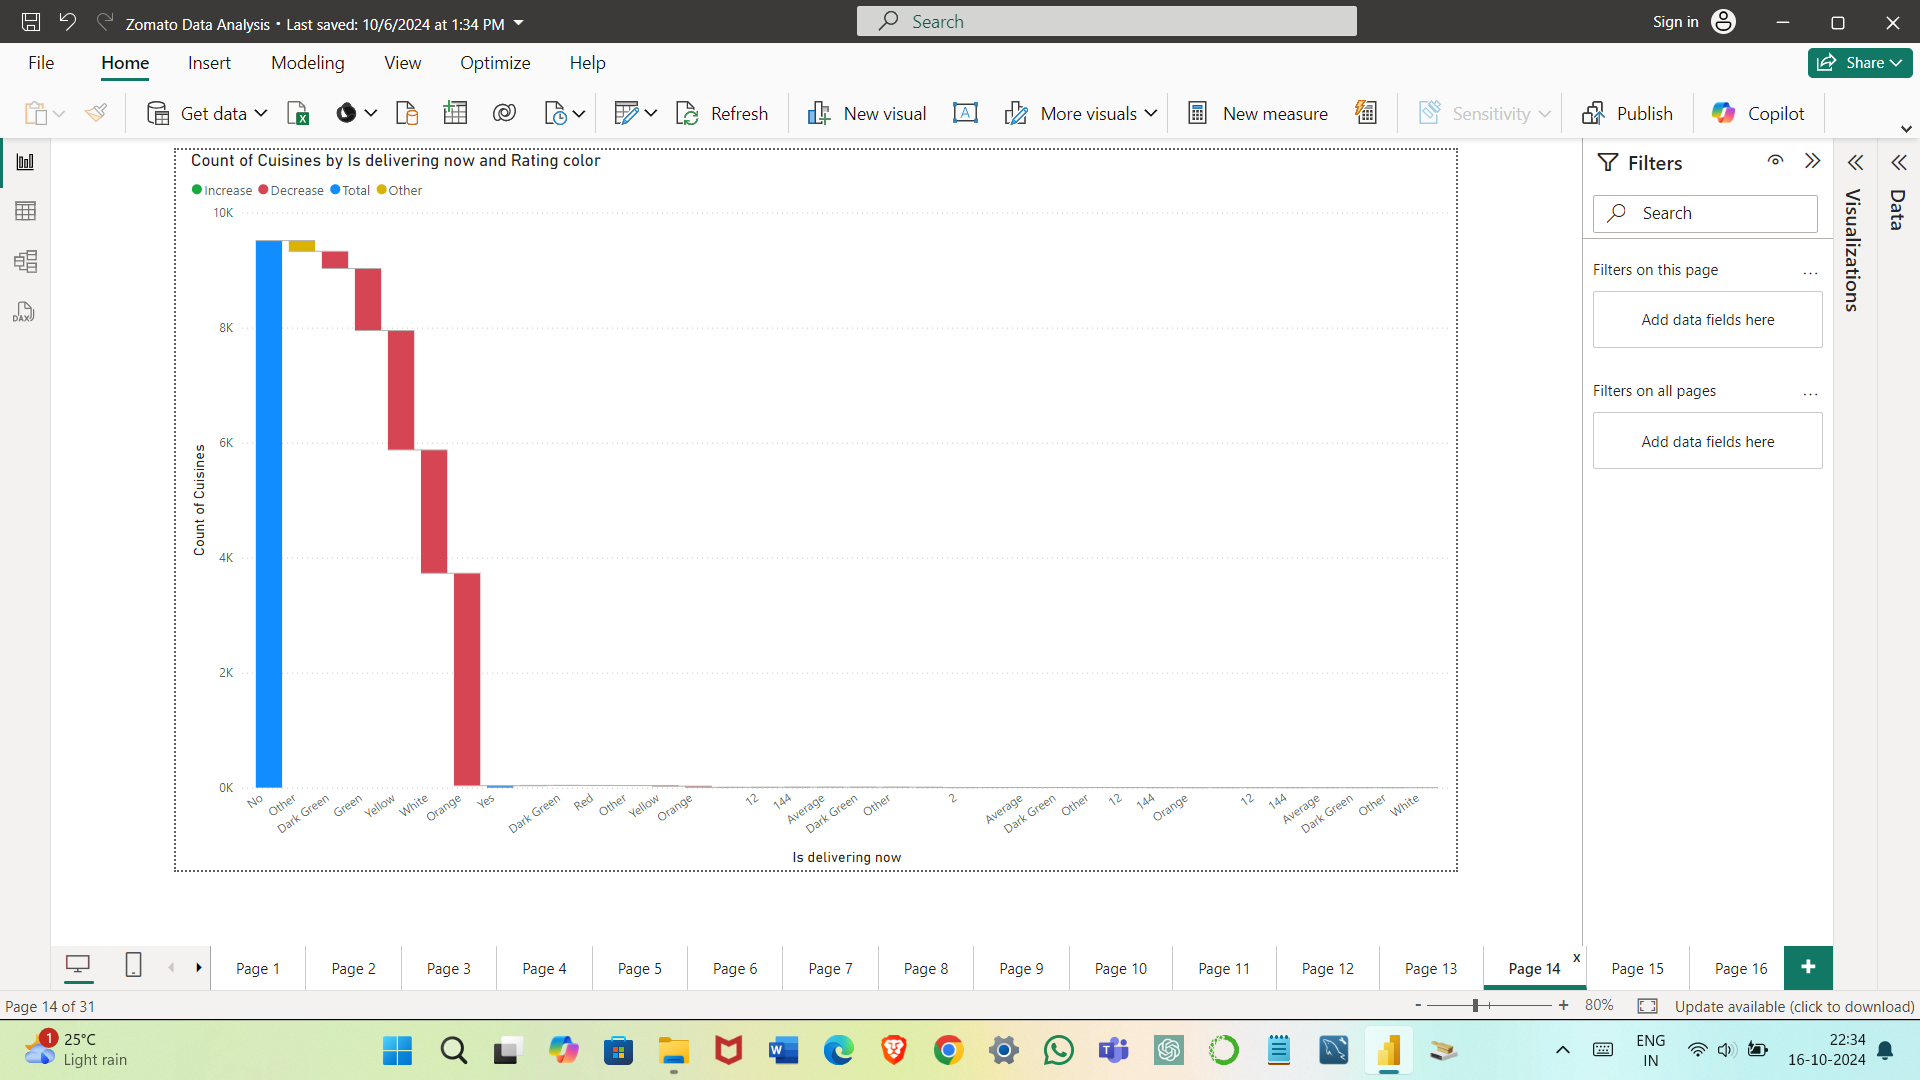 Zomato Data Analysis • Last saved: 10/6/2024 at 1:34 PM
Search
Sign in
File
Home
Insert
Modeling
View
Optimize
Help
Share
Get data
Refresh
New visual
A
More visuals
New measure
Sensitivity
Publish
Copilot
DAX
Count of Cuisines by Is delivering now and Rating color
Increase Decrease Total Other
10K
8K
6K
4K
2K
0K
Count of Cuisines
No
Other
Dark Green
Green
Yellow
White
Orange
Yes
Dark Green
Red
Other
Yellow
Orange
12
144
Average
Dark Green
Other
2
Average
Dark Green
Other
12
144
Orange
12
144
Average
Dark Green
Other
White
Is delivering now
Filters
Search
Filters on this page
...
Add data fields here
Filters on all pages
...
Add data fields here
Visualizations
Data
Page 1
Page 2
Page 3
Page 4
Page 5
Page 6
Page 7
Page 8
Page 9
Page 10
Page 11
Page 12
Page 13
Page 14
x
Page 15
Page 16
+
Page 14 of 31
- + 80%
Update available (click to download)
1
25°C
Light rain
W
ENG
IN
22:34
16-10-2024